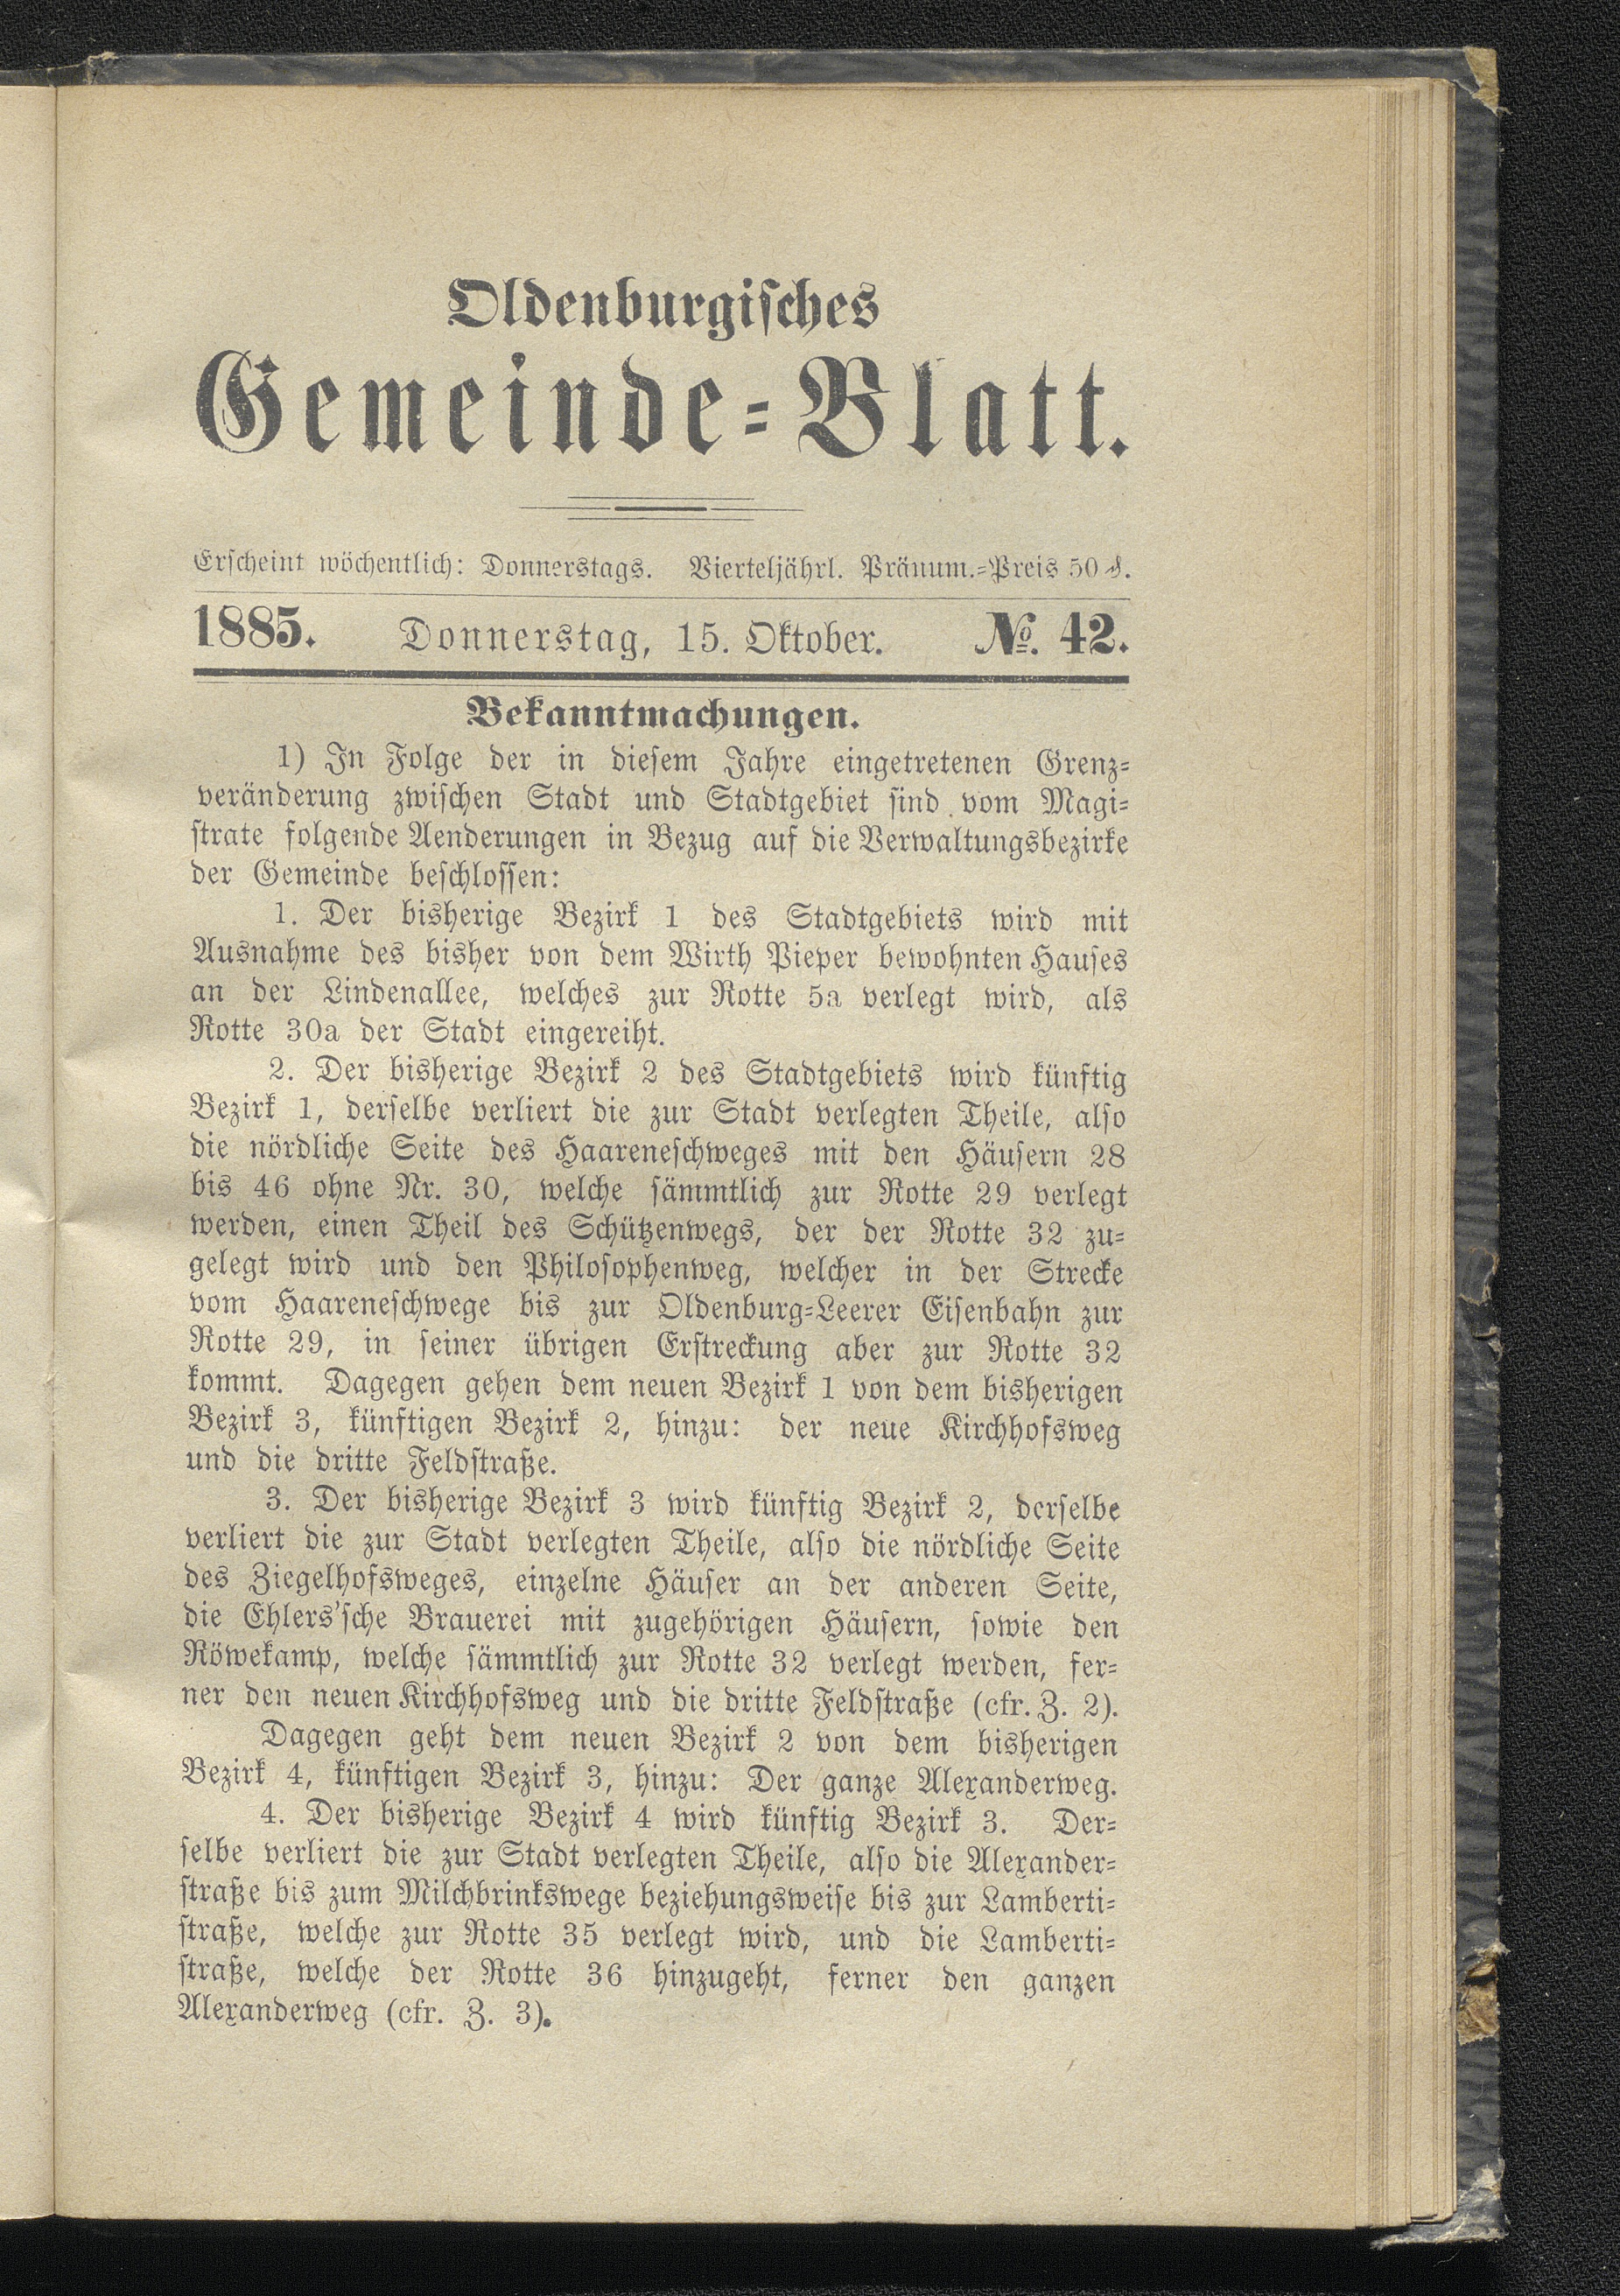 Oldenburgisches
Gemeinde=Blatt.
Erscheint wöchentlich: Donnerstags. Vierteljährl. Pränum.=Preis 50 ₰.
1885. Donnerstag, 15. Oktober. №. 42.
Bekanntmachungen.
1) In Folge der in diesem Jahre eingetretenen Grenz=
veränderung zwischen Stadt und Stadtgebiet sind vom Magi=
strate folgende Aenderungen in Bezug auf die Verwaltungsbezirke
der Gemeinde beschlossen:
1. Der bisherige Bezirk 1 des Stadtgebiets wird mit
Ausnahme des bisher von dem Wirth Pieper bewohnten Hauses
an der Lindenallee, welches zur Rotte 5a verlegt wird, als
Rotte 30a der Stadt eingereiht.
2. Der bisherige Bezirk 2 des Stadtgebiets wird künftig
Bezirk 1, derselbe verliert die zur Stadt verlegten Theile, also
die nördliche Seite des Haareneschweges mit den Häusern 28
bis 46 ohne Nr. 30, welche sämmtlich zur Rotte 29 verlegt
werden, einen Theil des Schützenwegs, der der Rotte 32 zu=
gelegt wird und den Philosophenweg, welcher in der Strecke
vom Haareneschwege bis zur Oldenburg=Leerer Eisenbahn zur
Rotte 29, in seiner übrigen Erstreckung aber zur Rotte 32
kommt. Dagegen gehen dem neuen Bezirk 1 von dem bisherigen
Bezirk 3, künftigen Bezirk 2, hinzu: der neue Kirchhofsweg
und die dritte Feldstraße.
3. Der bisherige Bezirk 3 wird künftig Bezirk 2, derselbe
verliert die zur Stadt verlegten Theile, also die nördliche Seite
des Ziegelhofsweges, einzelne Häuser an der anderen Seite,
die Ehlers'sche Brauerei mit zugehörigen Häusern, sowie den
Röwekamp, welche sämmtlich zur Rotte 32 verlegt werden, fer=
ner den neuen Kirchhofsweg und die dritte Feldstraße (cfr. Z. 2).
Dagegen geht dem neuen Bezirk 2 von dem bisherigen
Bezirk 4, künftigen Bezirk 3, hinzu: Der ganze Alexanderweg.
4. Der bisherige Bezirk 4 wird künftig Bezirk 3. Der=
selbe verliert die zur Stadt verlegten Theile, also die Alexander=
straße bis zum Milchbrinkswege beziehungsweise bis zur Lamberti=
straße, welche zur Rotte 35 verlegt wird, und die Lamberti=
straße, welche der Rotte 36 hinzugeht, ferner den ganzen
Alexanderweg (cfr. Z. 3).